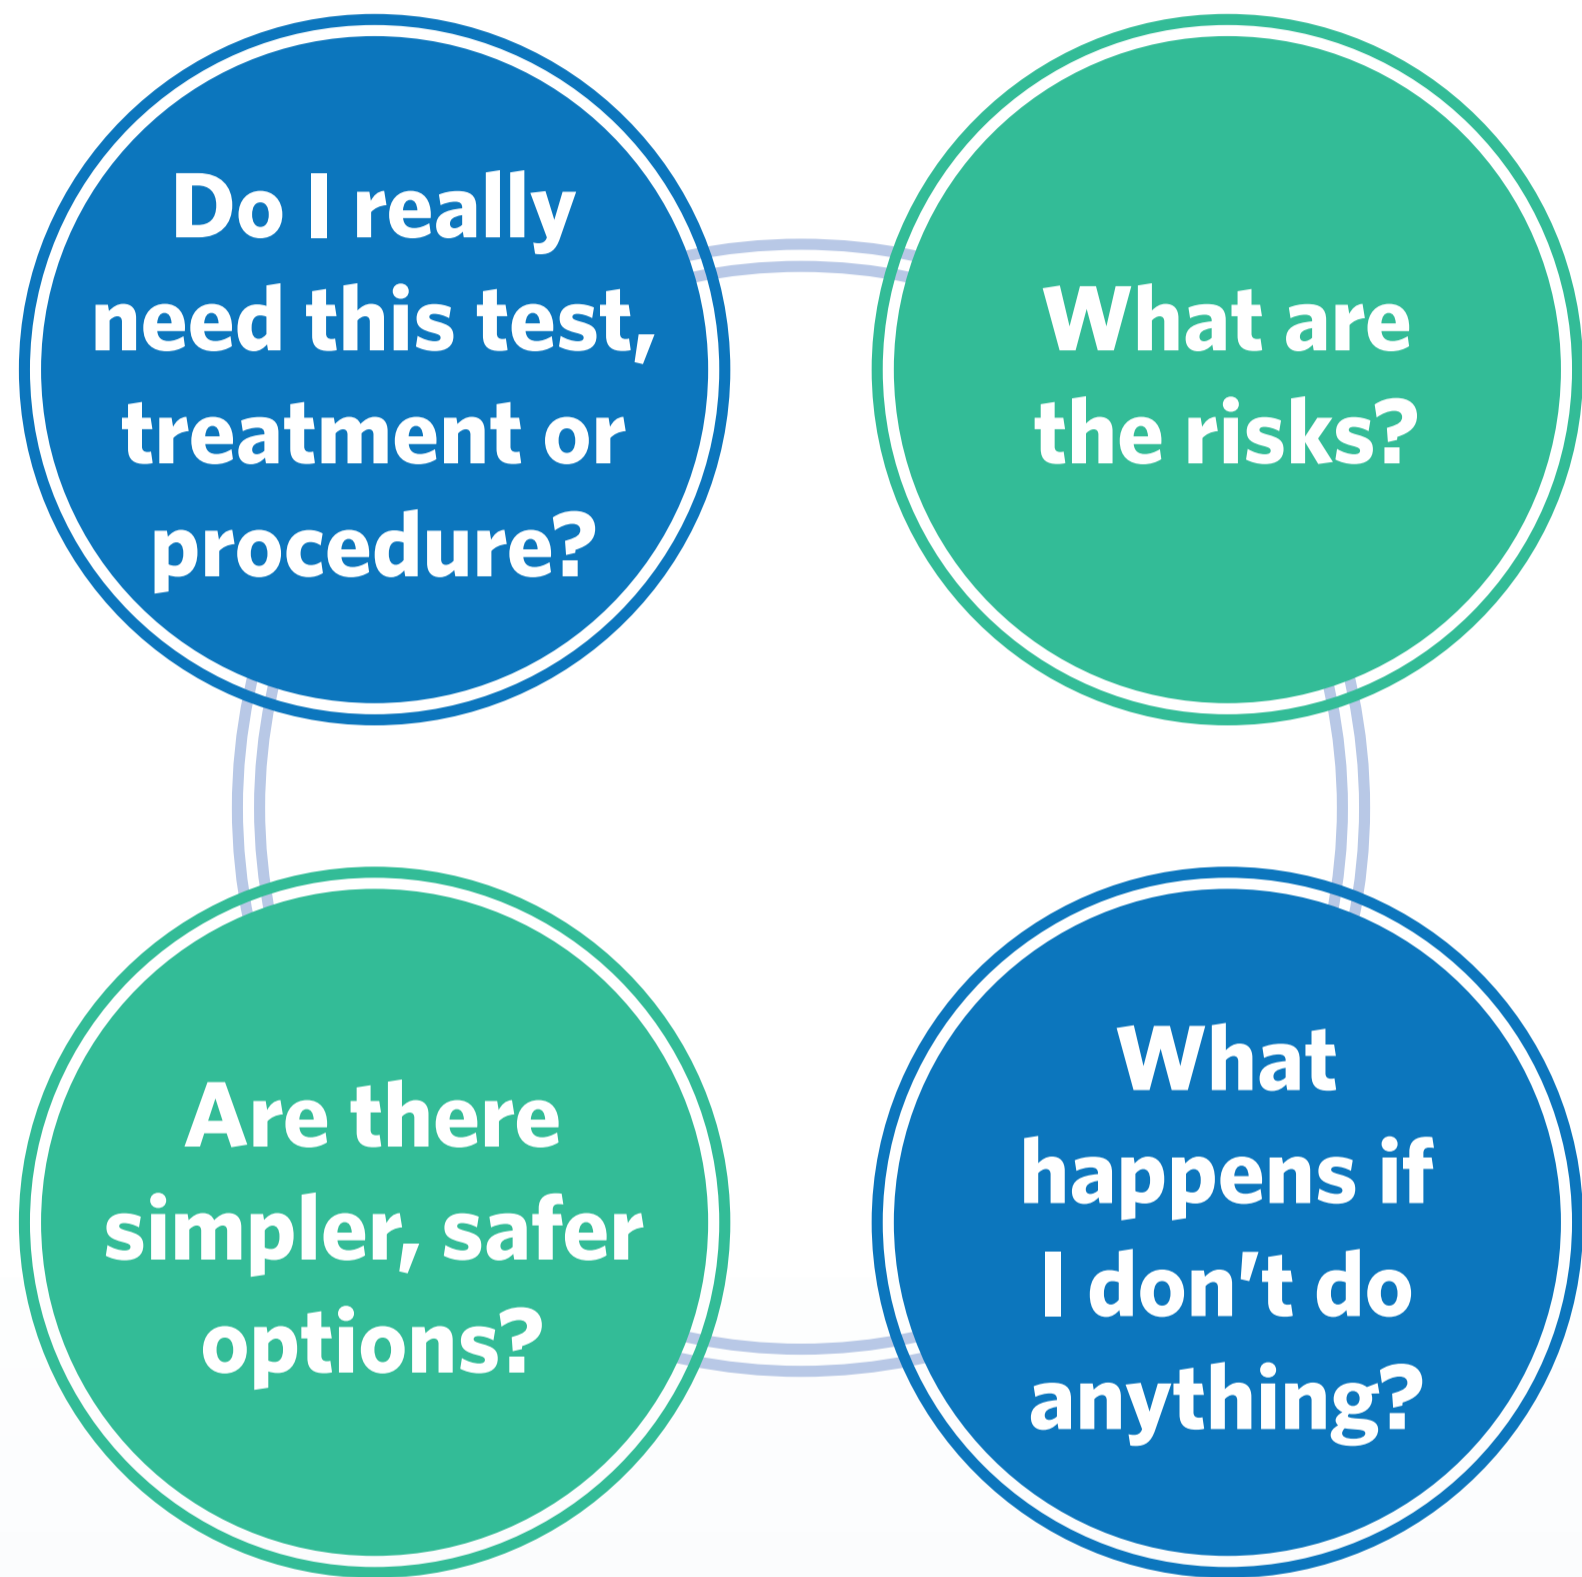 Do I really
need this test,
treatment or
procedure?
What are
the risks?
Are there
simpler, safer
options?
What
happens if
I don't do
anything?